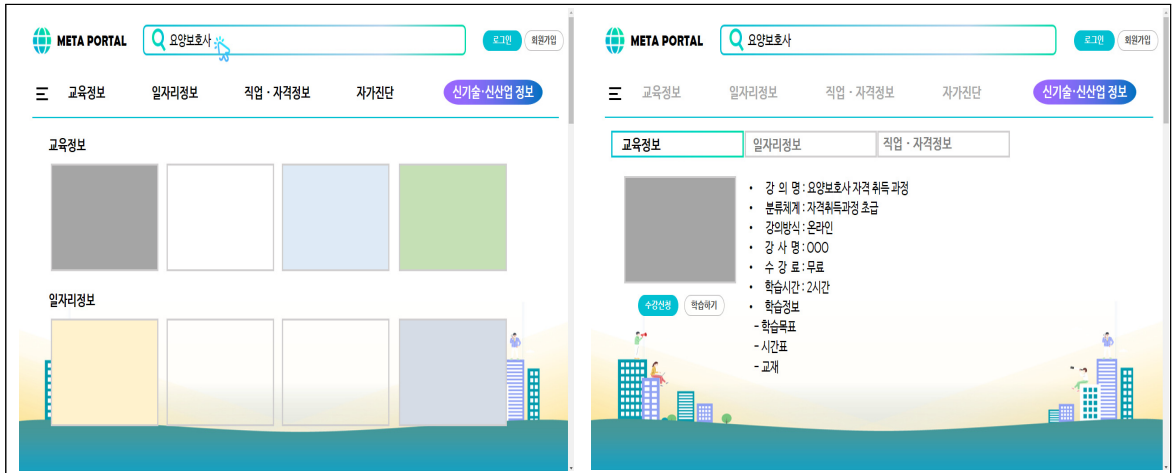 META PORTAL
요양보호사
로그인
회원가입
교육정보
일자리정보
직업 · 자격정보
자가진단
신기술·신산업 정보
교육정보
일자리정보
META PORTAL
요양보호사
로그인
회원가입
교육정보
일자리정보
직업 · 자격정보
자가진단
신기술·신산업 정보
교육정보
일자리정보
직업 · 자격정보
• 강 의 명 : 요양보호사 자격 취득 과정
• 분류체계 : 자격취득과정 초급
• 강의방식 : 온라인
• 강 사 명 : OOO
• 수 강 료 : 무료
• 학습시간 : 2시간
• 학습정보
- 학습목표
- 시간표
- 교재
수강신청
학습하기